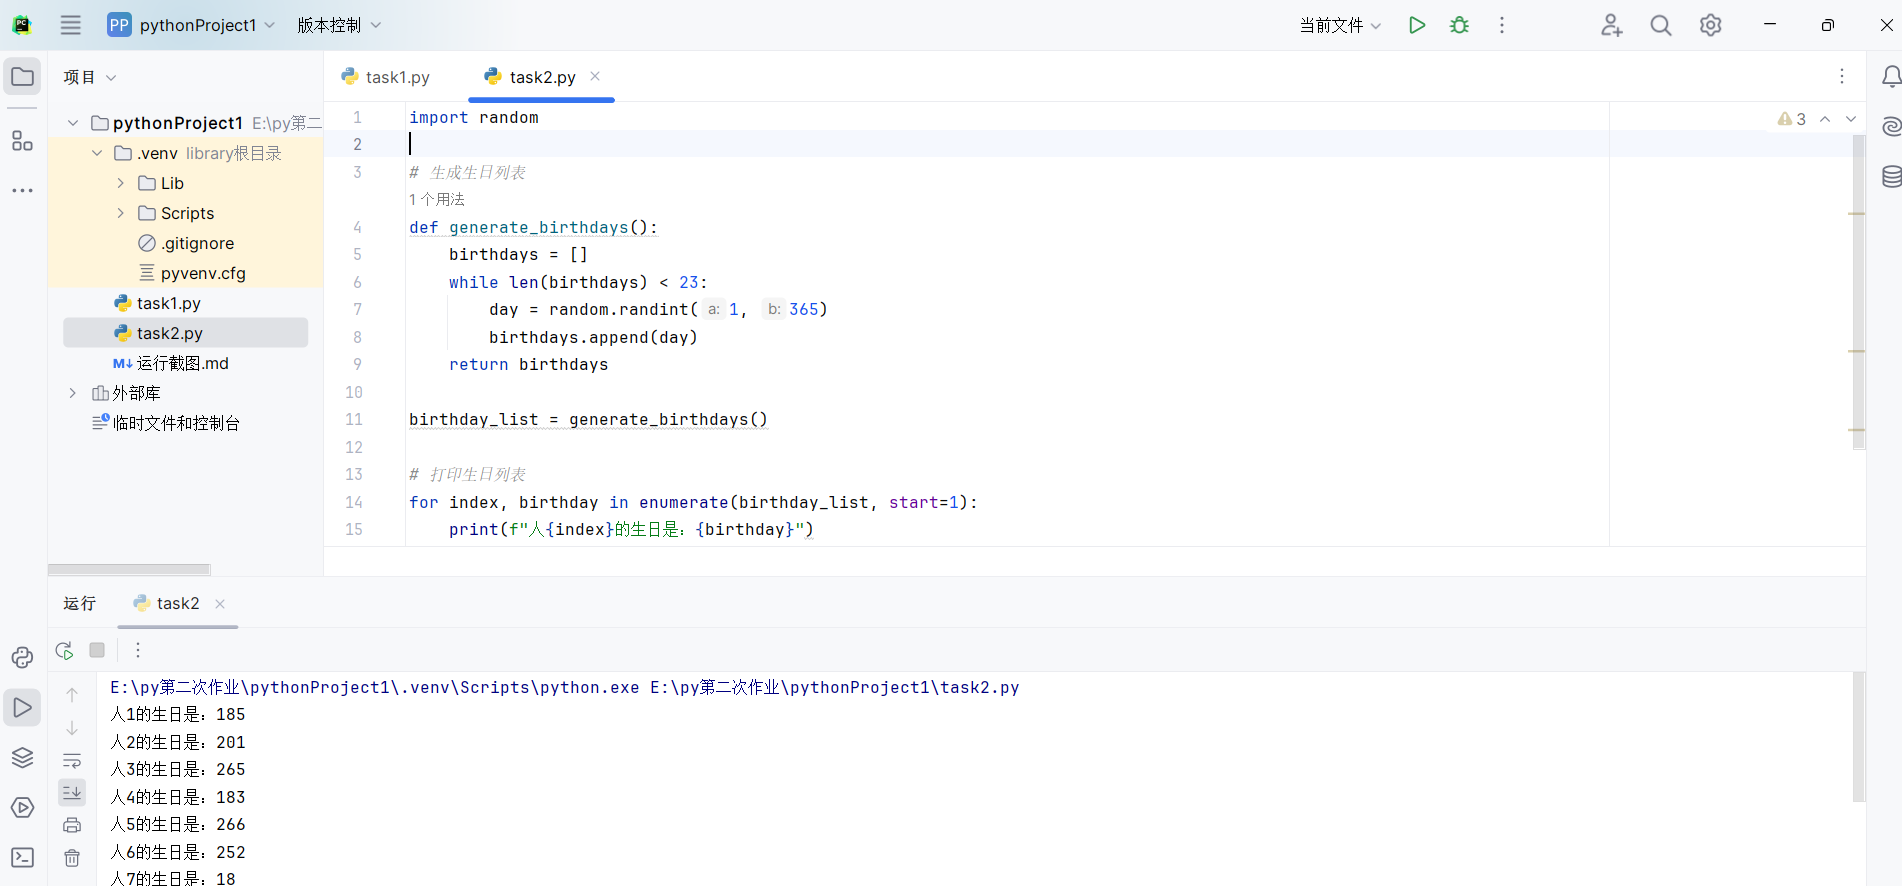 PC
PP pythonProject1 版本控制 当前文件
项目
task1.py task2.py
pythonProject1 E:\py第二
.venv library根目录
Lib
Scripts
.gitignore
pyvenv.cfg
task1.py
task2.py
M↓ 运行截图.md
外部库
临时文件和控制台
3
1 import random
2
3 # 生成生日列表
1 个用法
4 def generate_birthdays():
5 birthdays = []
6 while len(birthdays) < 23:
7 day = random.randint( a: 1, b: 365)
8 birthdays.append(day)
9 return birthdays
10
11 birthday_list = generate_birthdays()
12
13 # 打印生日列表
14 for index, birthday in enumerate(birthday_list, start=1):
15 print(f"人{index}的生日是: {birthday}")
运行 task2
E:\py第二次作业\pythonProject1\.venv\Scripts\python.exe E:\py第二次作业\pythonProject1\task2.py
人1的生日是: 185
人2的生日是: 201
人3的生日是: 265
人4的生日是: 183
人5的生日是: 266
人6的生日是: 252
人7的生日是: 18